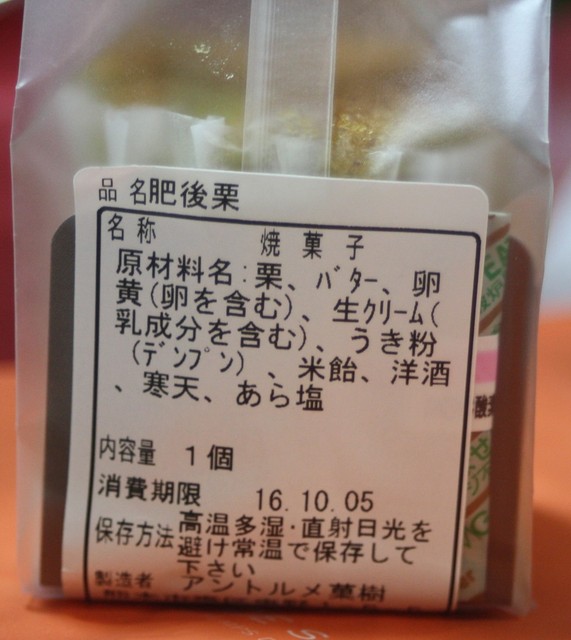 品 名肥後栗
名 称 焼 菓 子
原材料名:栗、バター、卵
黄(卵を含む)、生クリーム(
乳成分を含む)、うき粉
(デンプン)、米飴、洋酒
、寒天、あら塩
内容量 1個
消費期限 16.10.05
保存方法高温多湿・直射日光を
避け常温で保存して
下さい
製造者 アントルメ菓樹